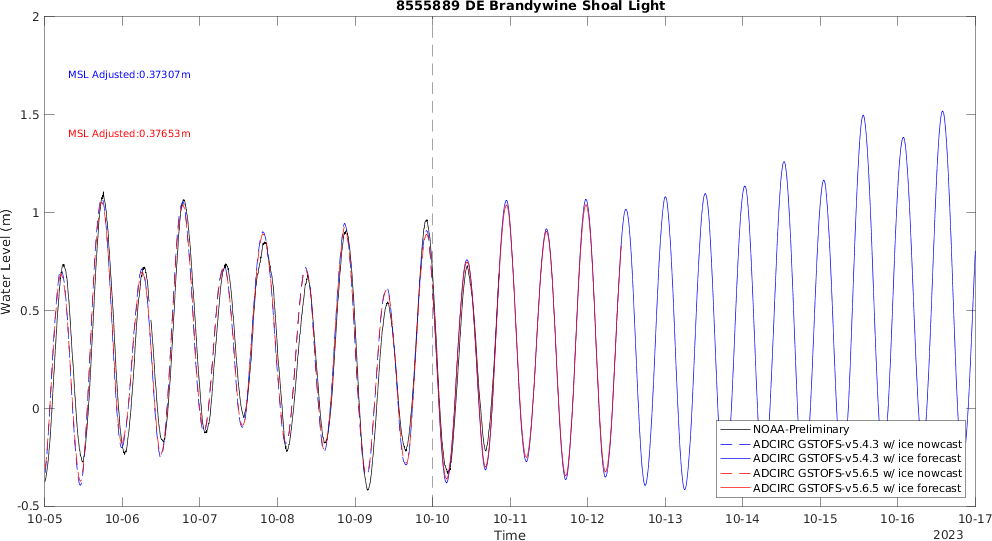 8555889 DE Brandywine Shoal Light
2
1.5
1
0.5
0
-0.5
Water Level (m)
MSL Adjusted:0.37307m
MSL Adjusted:0.37653m
NOAA-Preliminary
ADCIRC GSTOFS-v5.4.3 w/ ice nowcast
ADCIRC GSTOFS-v5.4.3 w/ ice forecast
ADCIRC GSTOFS-v5.6.5 w/ ice nowcast
ADCIRC GSTOFS-v5.6.5 w/ ice forecast
10-05 10-06 10-07 10-08 10-09 10-10 10-11 10-12 10-13 10-14 10-15 10-16 10-17
Time
2023